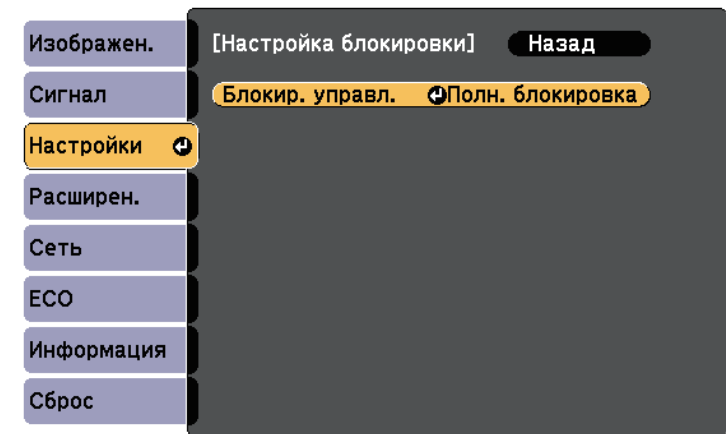 Изображен.
Сигнал
Настройки
Расширен.
Сеть
ECO
Информация
Сброс
[Настройка блокировки] Назад
Блокир. управл. Полн. блокировка